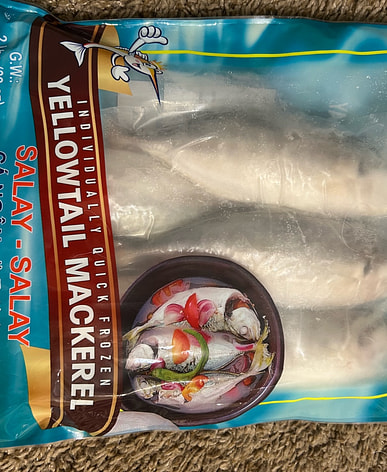 INDIVIDUALLY QUICK FROZEN
YELLOWTAIL MACKEREL
SALAY - SALAY
G.W.: